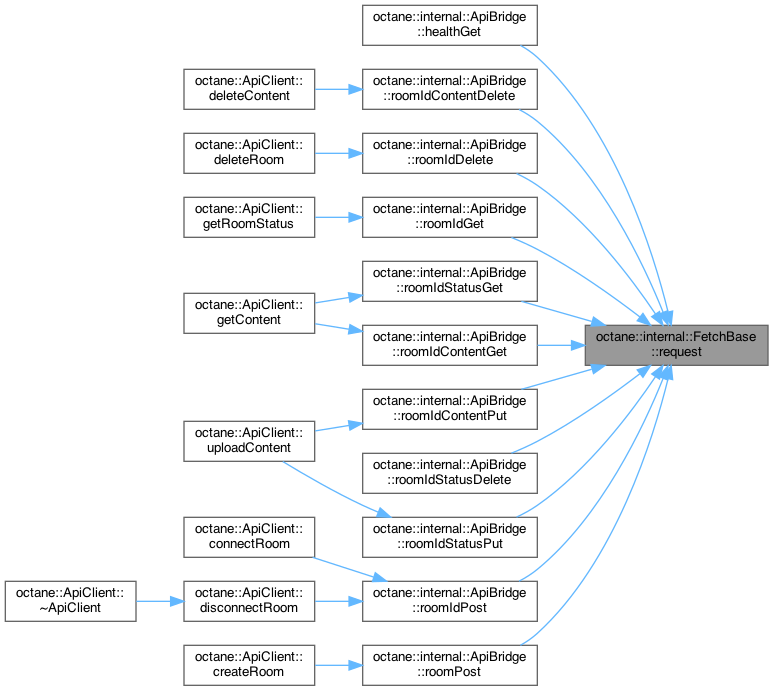 octane::internal::ApiBridge
::healthGet
octane::ApiClient::
deleteContent
octane::internal::ApiBridge
::roomIdContentDelete
octane::ApiClient::
deleteRoom
octane::internal::ApiBridge
::roomIdDelete
octane::ApiClient::
getRoomStatus
octane::internal::ApiBridge
::roomIdGet
octane::internal::ApiBridge
::roomIdStatusGet
octane::ApiClient::
getContent
octane::internal::ApiBridge
::roomIdContentGet
octane::internal::FetchBase
::request
octane::internal::ApiBridge
::roomIdContentPut
octane::ApiClient::
uploadContent
octane::internal::ApiBridge
::roomIdStatusDelete
octane::ApiClient::
connectRoom
octane::internal::ApiBridge
::roomIdStatusPut
octane::ApiClient::
~ApiClient
octane::ApiClient::
disconnectRoom
octane::internal::ApiBridge
::roomIdPost
octane::ApiClient::
createRoom
octane::internal::ApiBridge
::roomPost